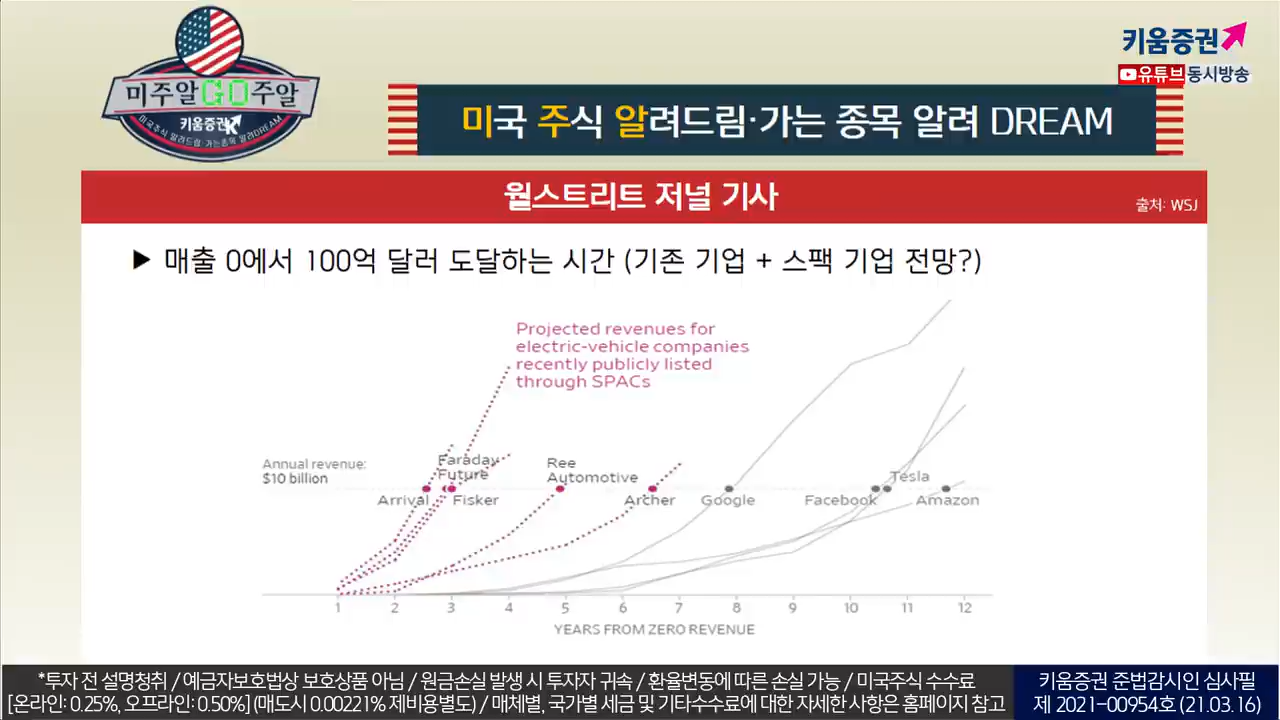 미주알GO주알
키움증권
미국주식 알려드림·가는종목 알려DREAM
키움증권
유튜브 동시방송
미국 주식 알려드림·가는 종목 알려 DREAM
월스트리트 저널 기사
출처: WSJ
▶ 매출 0에서 100억 달러 도달하는 시간 (기존 기업 + 스팩 기업 전망?)
Projected revenues for
electric-vehicle companies
recently publicly listed
through SPACs
Annual revenue:
$10 billion
Arrival
Faraday
Future
Fisker
Ree
Automotive
Archer
Google
Facebook
Tesla
Amazon
1 2 3 4 5 6 7 8 9 10 11 12
YEARS FROM ZERO REVENUE
*투자 전 설명청취 / 예금자보호법상 보호상품 아님 / 원금손실 발생 시 투자자 귀속 / 환율변동에 따른 손실 가능 / 미국주식 수수료
[온라인: 0.25%, 오프라인: 0.50%] (매도시 0.00221% 제비용별도) / 매체별, 국가별 세금 및 기타수수료에 대한 자세한 사항은 홈페이지 참고
키움증권 준법감시인 심사필
제 2021-00954호 (21.03.16)